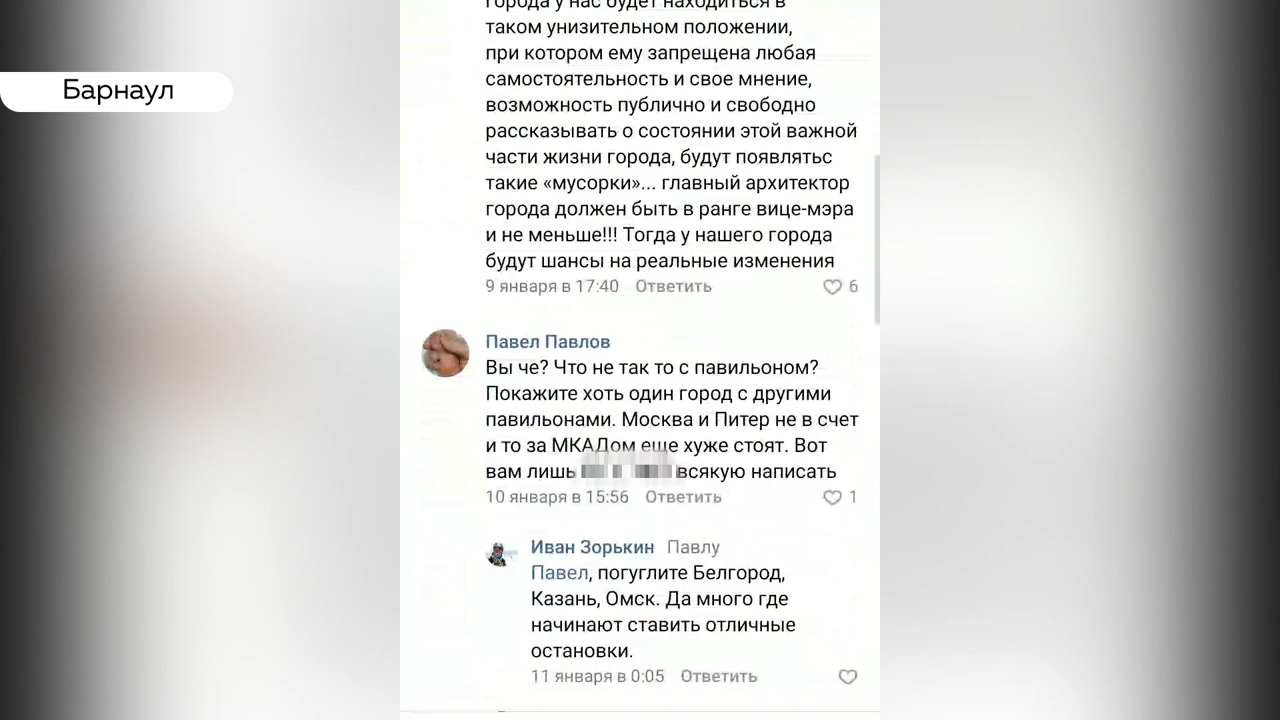 Барнаул
города у нас будет находиться в
таком унизительном положении,
при котором ему запрещена любая
самостоятельность и свое мнение,
возможность публично и свободно
рассказывать о состоянии этой важной
части жизни города, будут появлятьс
такие «мусорки»... главный архитектор
города должен быть в ранге вице-мэра
и не меньше!!! Тогда у нашего города
будут шансы на реальные изменения
9 января в 17:40 Ответить 6
Павел Павлов
Вы че? Что не так то с павильоном?
Покажите хоть один город с другими
павильонами. Москва и Питер не в счет
и то за МКАДом еще хуже стоят. Вот
вам лишь всякую написать
10 января в 15:56 Ответить 1
Иван Зорькин Павлу
Павел, погуглите Белгород,
Казань, Омск. Да много где
начинают ставить отличные
остановки.
11 января в 0:05 Ответить